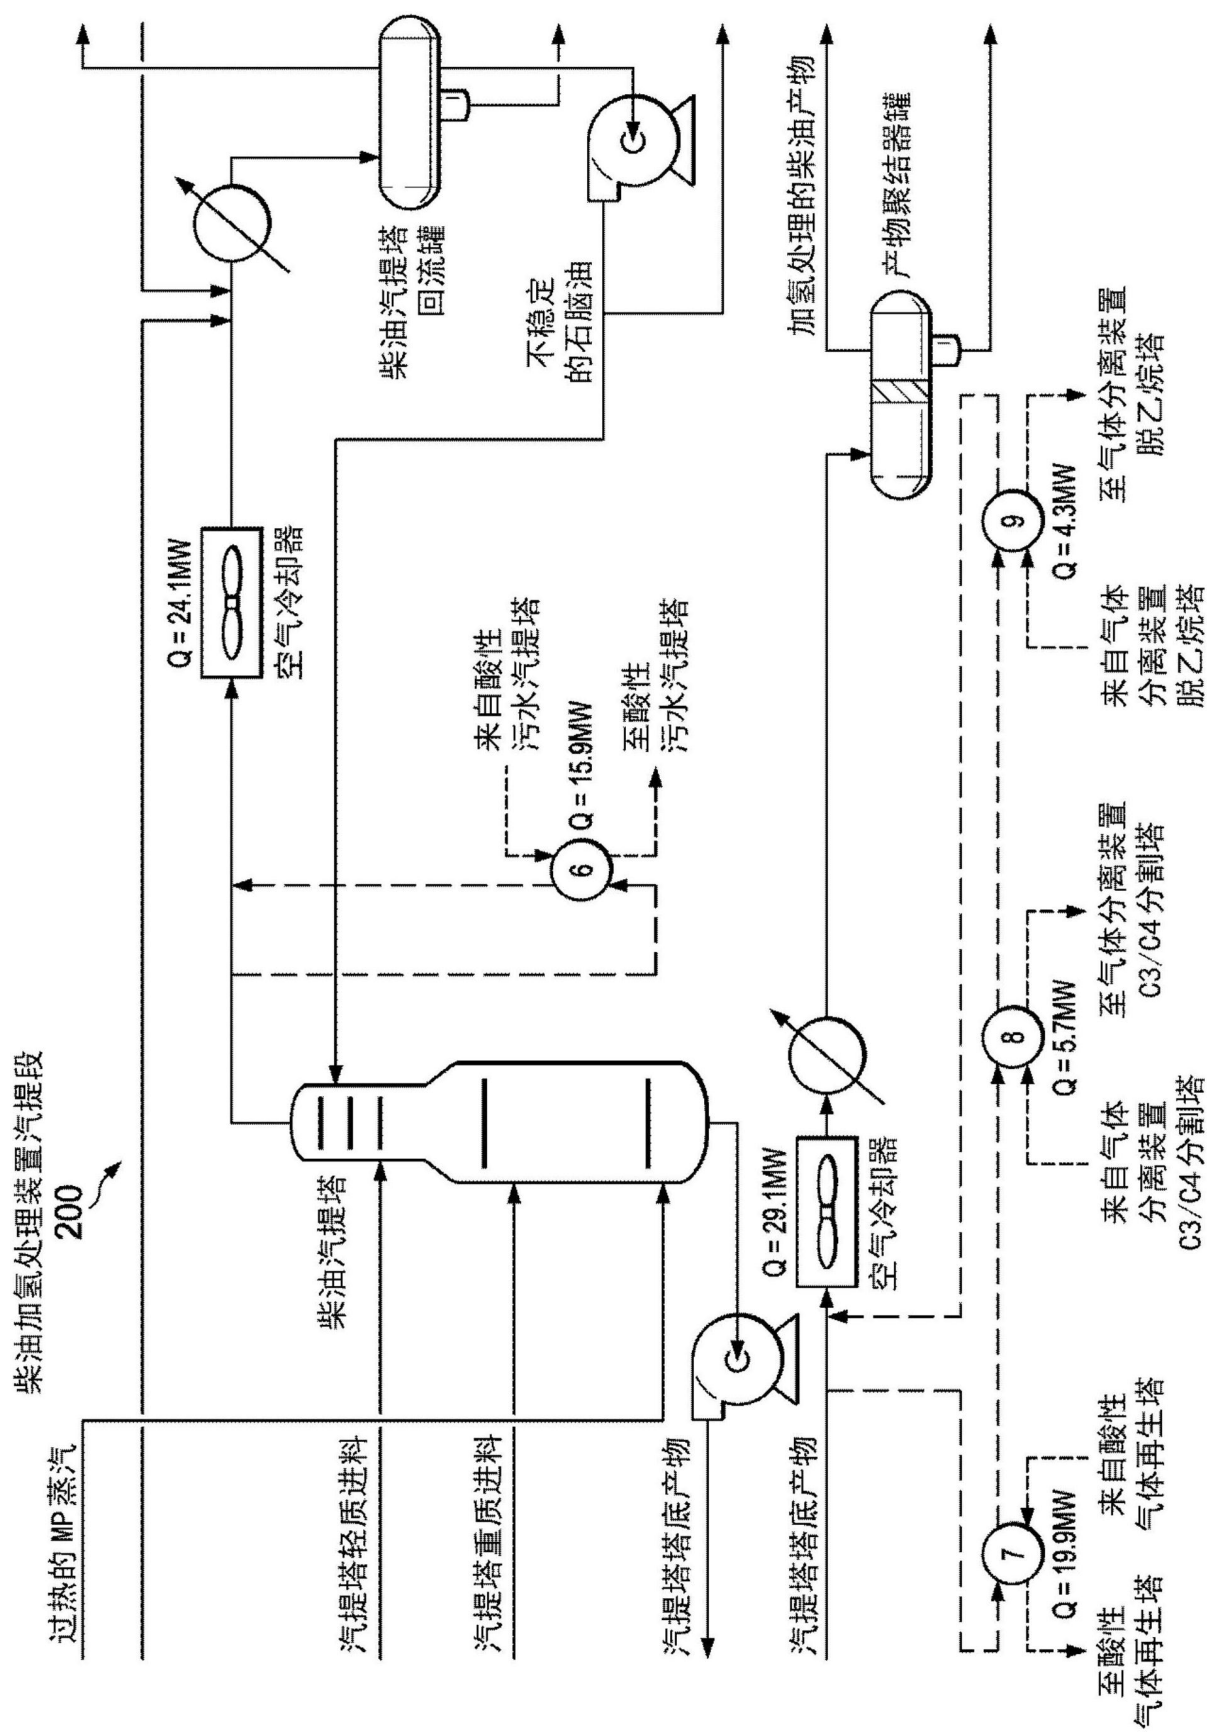 柴油加氢处理装置汽提段
200
过热的MP蒸汽
汽提塔轻质进料
汽提塔重质进料
汽提塔塔底产物
汽提塔塔底产物
柴油汽提塔
Q = 24.1MW
空气冷却器
柴油汽提塔
回流罐
不稳定
的石脑油
来自酸性
污水汽提塔
6
Q = 15.9MW
至酸性
污水汽提塔
Q = 29.1MW
空气冷却器
加氢处理的柴油产物
产物聚结器罐
7
Q = 19.9MW
至酸性
气体再生塔
来自酸性
气体再生塔
8
Q = 5.7MW
来自气体
分离装置
C3/C4分割塔
至气体分离装置
C3/C4分割塔
9
Q = 4.3MW
来自气体
分离装置
脱乙烷塔
至气体分离装置
脱乙烷塔